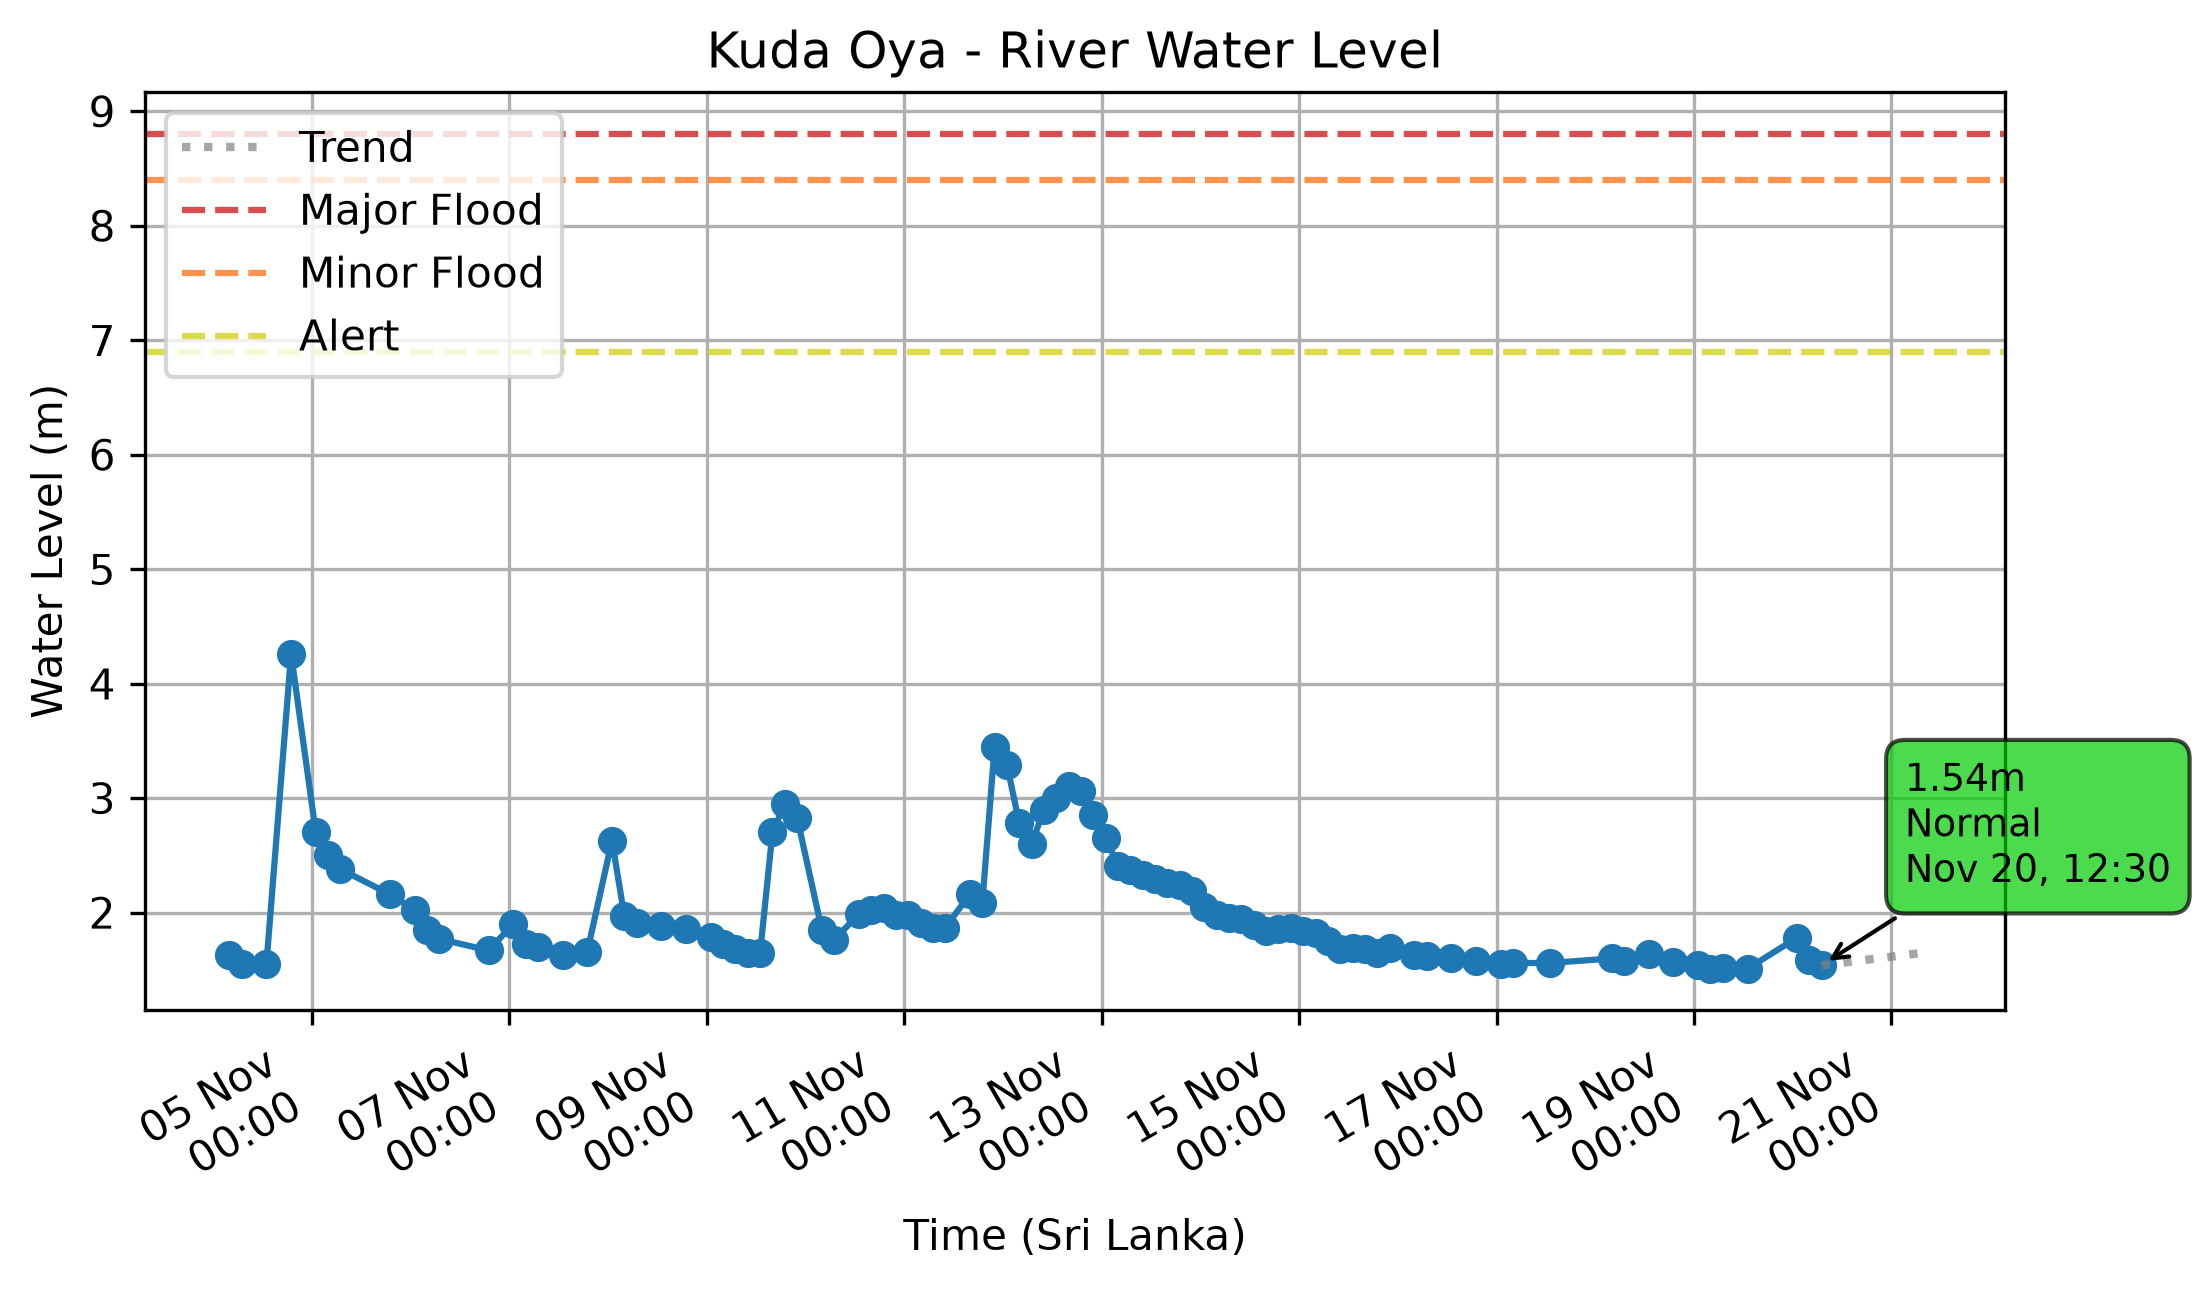 Kuda Oya - River Water Level
9
8
7
6
5
4
3
2
Water Level (m)
Trend
Major Flood
Minor Flood
Alert
1.54m
Normal
Nov 20, 12:30
05 Nov
00:00
07 Nov
00:00
09 Nov
00:00
11 Nov
00:00
13 Nov
00:00
15 Nov
00:00
17 Nov
00:00
19 Nov
00:00
21 Nov
00:00
Time (Sri Lanka)